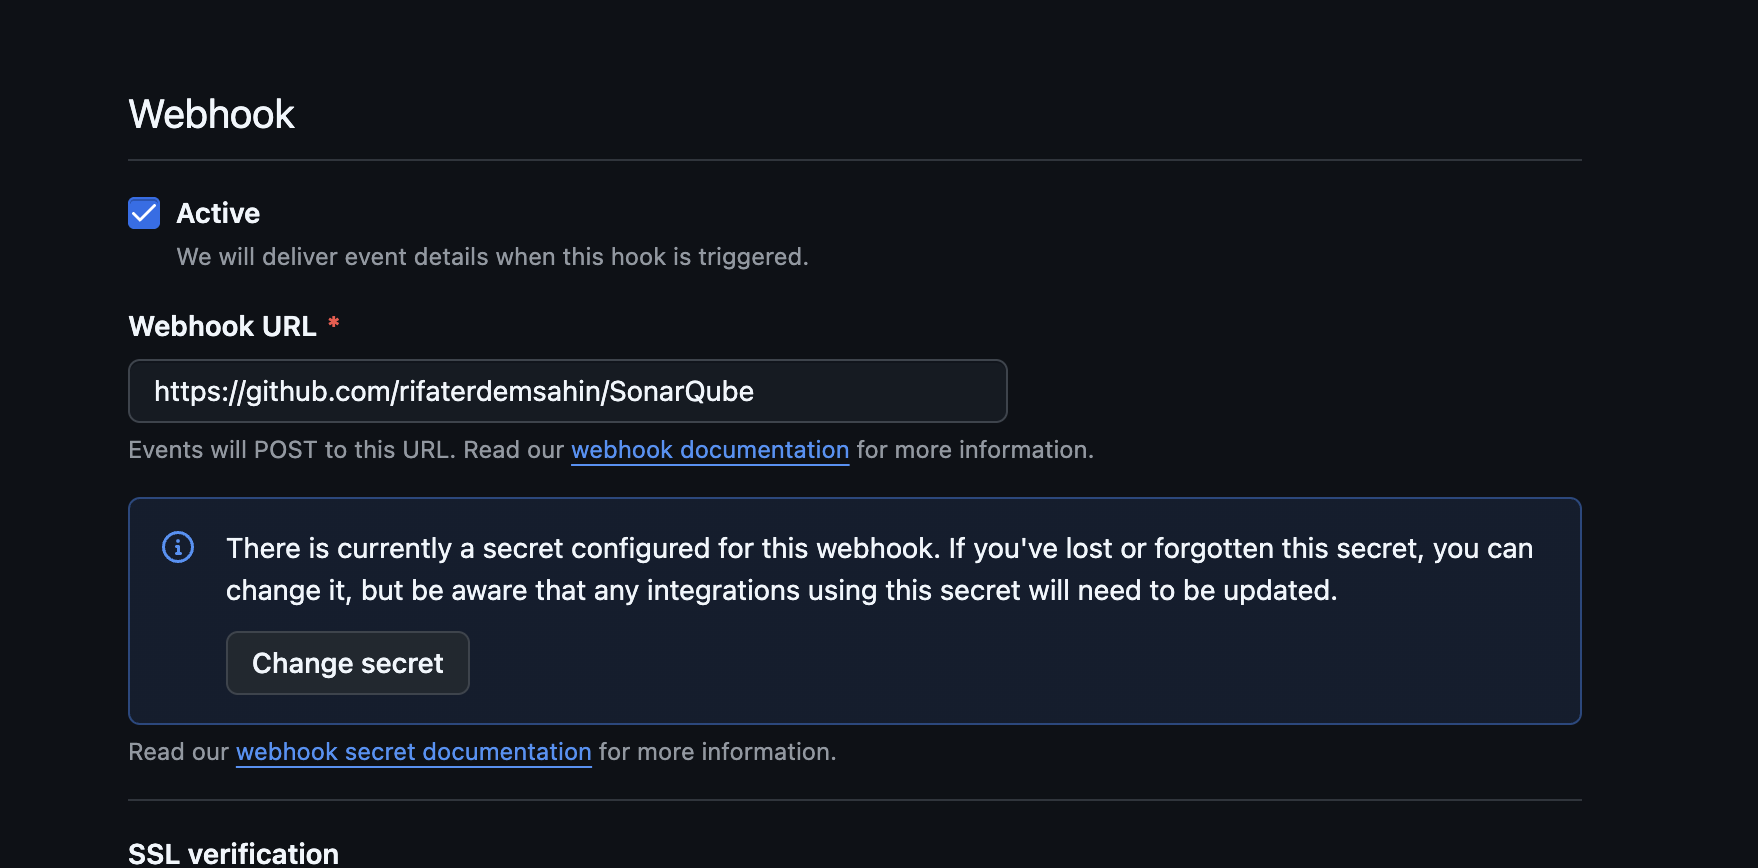 Webhook
Active
We will deliver event details when this hook is triggered.
Webhook URL *
https://github.com/rifaterdemsahin/SonarQube
Events will POST to this URL. Read our webhook documentation for more information.
There is currently a secret configured for this webhook. If you've lost or forgotten this secret, you can
change it, but be aware that any integrations using this secret will need to be updated.
Change secret
Read our webhook secret documentation for more information.
SSL verification